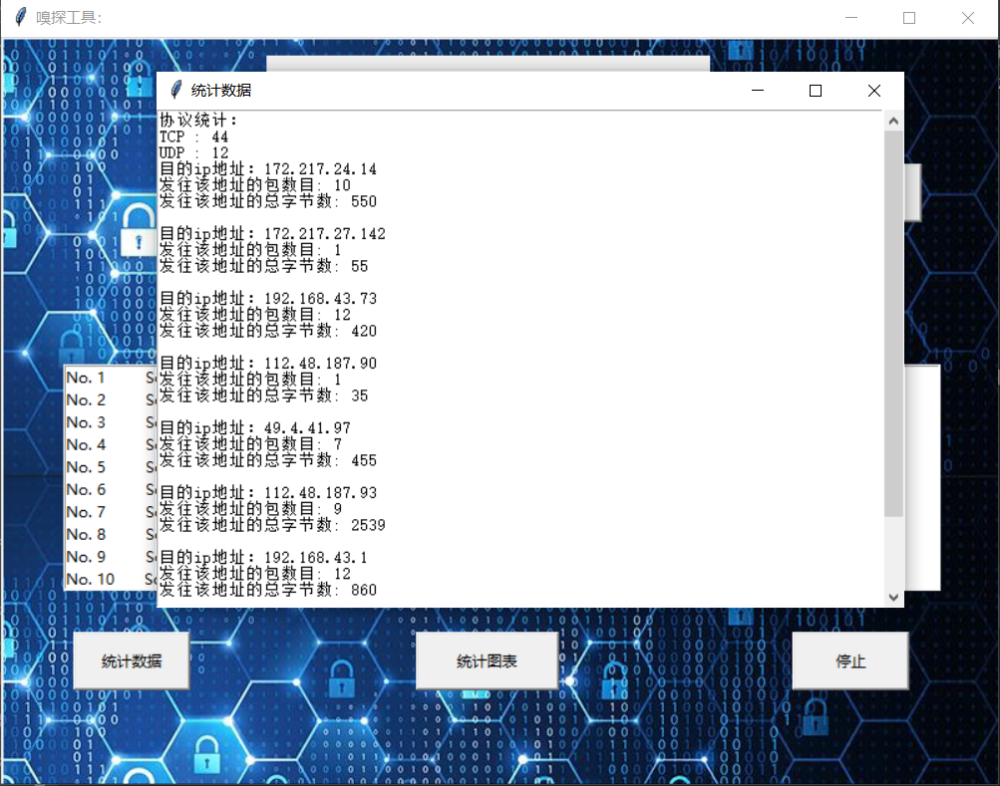 嗅探工具:
统计数据
协议统计:
TCP : 44
UDP : 12
目的ip地址: 172.217.24.14
发往该地址的包数目: 10
发往该地址的总字节数: 550
目的ip地址: 172.217.27.142
发往该地址的包数目: 1
发往该地址的总字节数: 55
目的ip地址: 192.168.43.73
发往该地址的包数目: 12
发往该地址的总字节数: 420
目的ip地址: 112.48.187.90
发往该地址的包数目: 1
发往该地址的总字节数: 35
目的ip地址: 49.4.41.97
发往该地址的包数目: 7
发往该地址的总字节数: 455
目的ip地址: 112.48.187.93
发往该地址的包数目: 9
发往该地址的总字节数: 2539
目的ip地址: 192.168.43.1
发往该地址的包数目: 12
发往该地址的总字节数: 860
No. 1
No. 2
No. 3
No. 4
No. 5
No. 6
No. 7
No. 8
No. 9
No. 10
统计数据
统计图表
停止